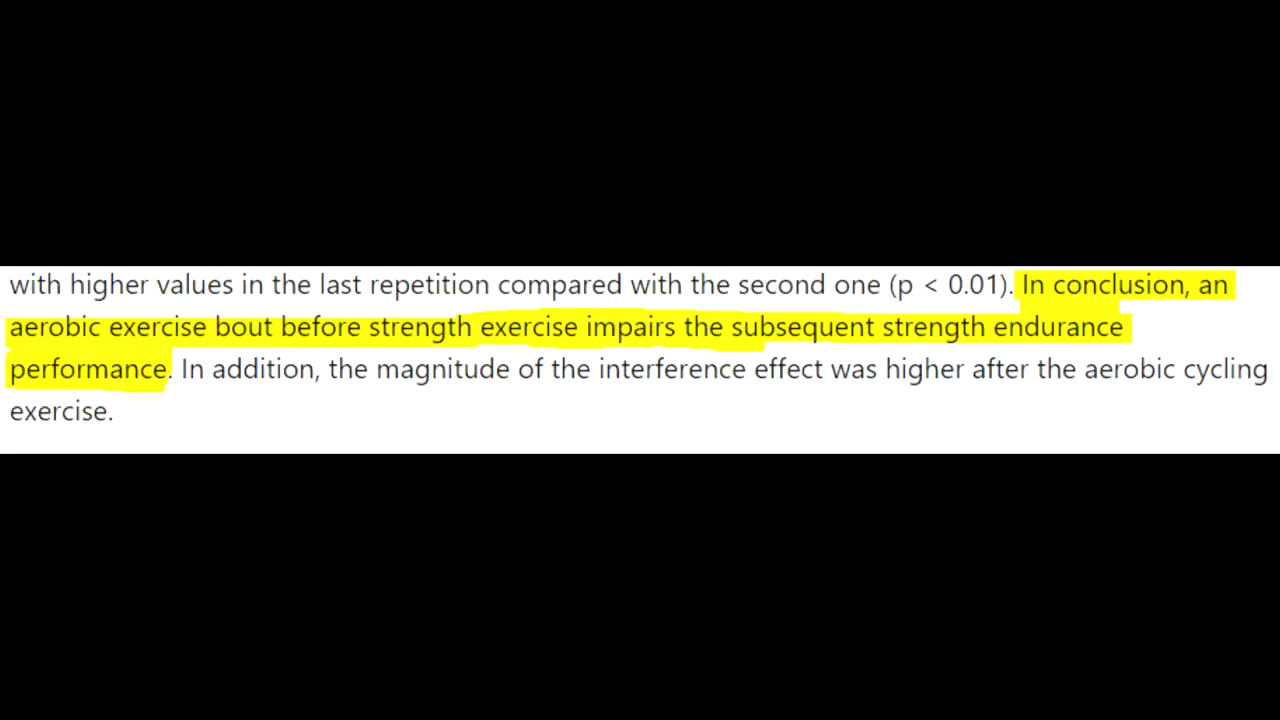 with higher values in the last repetition compared with the second one (p < 0.01). In conclusion, an
aerobic exercise bout before strength exercise impairs the subsequent strength endurance
performance. In addition, the magnitude of the interference effect was higher after the aerobic cycling
exercise.